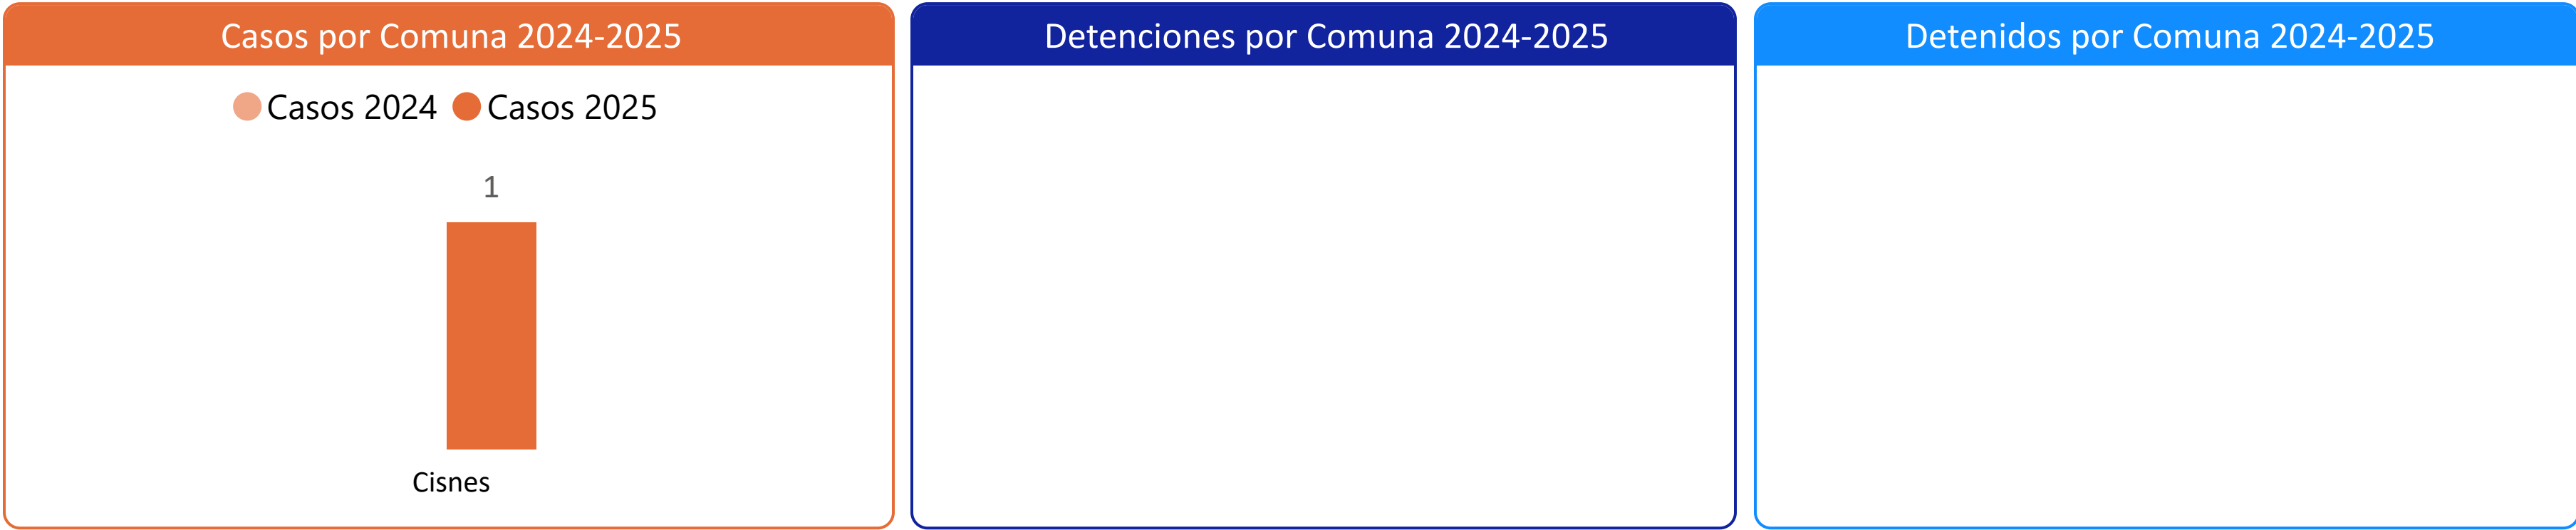 Casos por Comuna 2024-2025
Casos 2024 Casos 2025
1
Cisnes
Detenciones por Comuna 2024-2025
Detenidos por Comuna 2024-2025